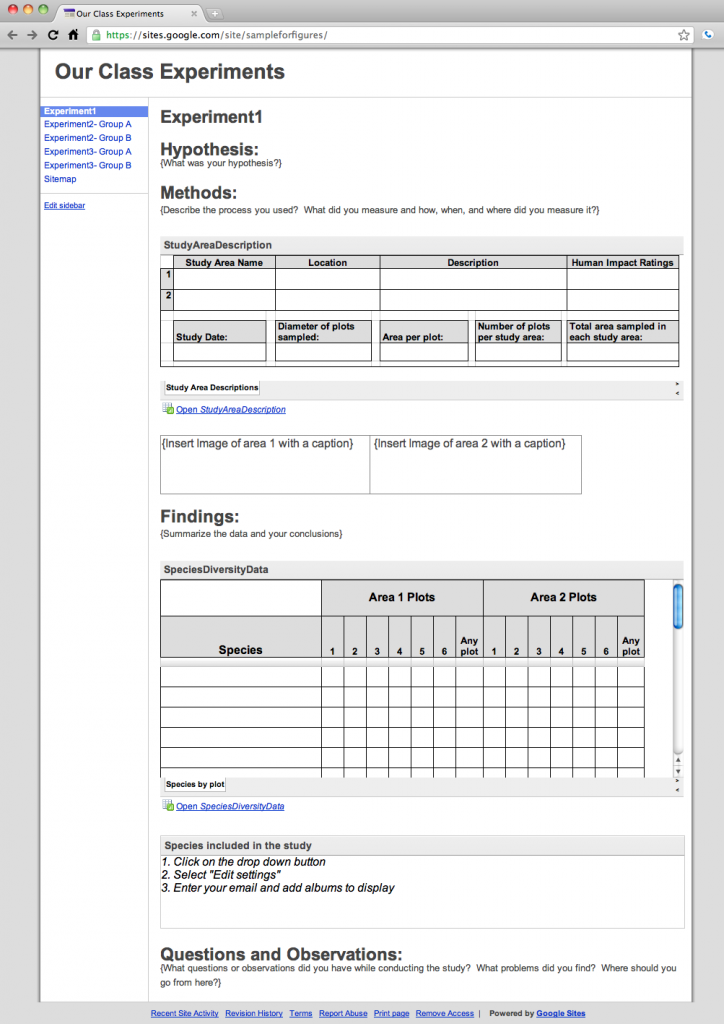 Our Class Experiments
https://sites.google.com/site/sampleforfigures/
Our Class Experiments
Experiment1
Experiment2- Group A
Experiment2- Group B
Experiment3- Group A
Experiment3- Group B
Sitemap
Edit sidebar
Experiment1
Hypothesis:
{What was your hypothesis?}
Methods:
{Describe the process you used?  What did you measure and how, when, and where did you measure it?}
StudyAreaDescription
Study Area Name Location Description Human Impact Ratings
1
2
Study Date: Diameter of plots sampled: Area per plot: Number of plots per study area: Total area sampled in each study area:
Study Area Descriptions
Open StudyAreaDescription
{Insert Image of area 1 with a caption} {Insert Image of area 2 with a caption}
Findings:
{Summarize the data and your conclusions}
SpeciesDiversityData
Area 1 Plots Area 2 Plots
Species 1 2 3 4 5 6 Any plot 1 2 3 4 5 6 Any plot
Species by plot
Open SpeciesDiversityData
Species included in the study
1. Click on the drop down button
2. Select "Edit settings"
3. Enter your email and add albums to display
Questions and Observations:
{What questions or observations did you have while conducting the study?  What problems did you find?  Where should you
go from here?}
Recent Site Activity Revision History Terms Report Abuse Print page Remove Access | Powered by Google Sites